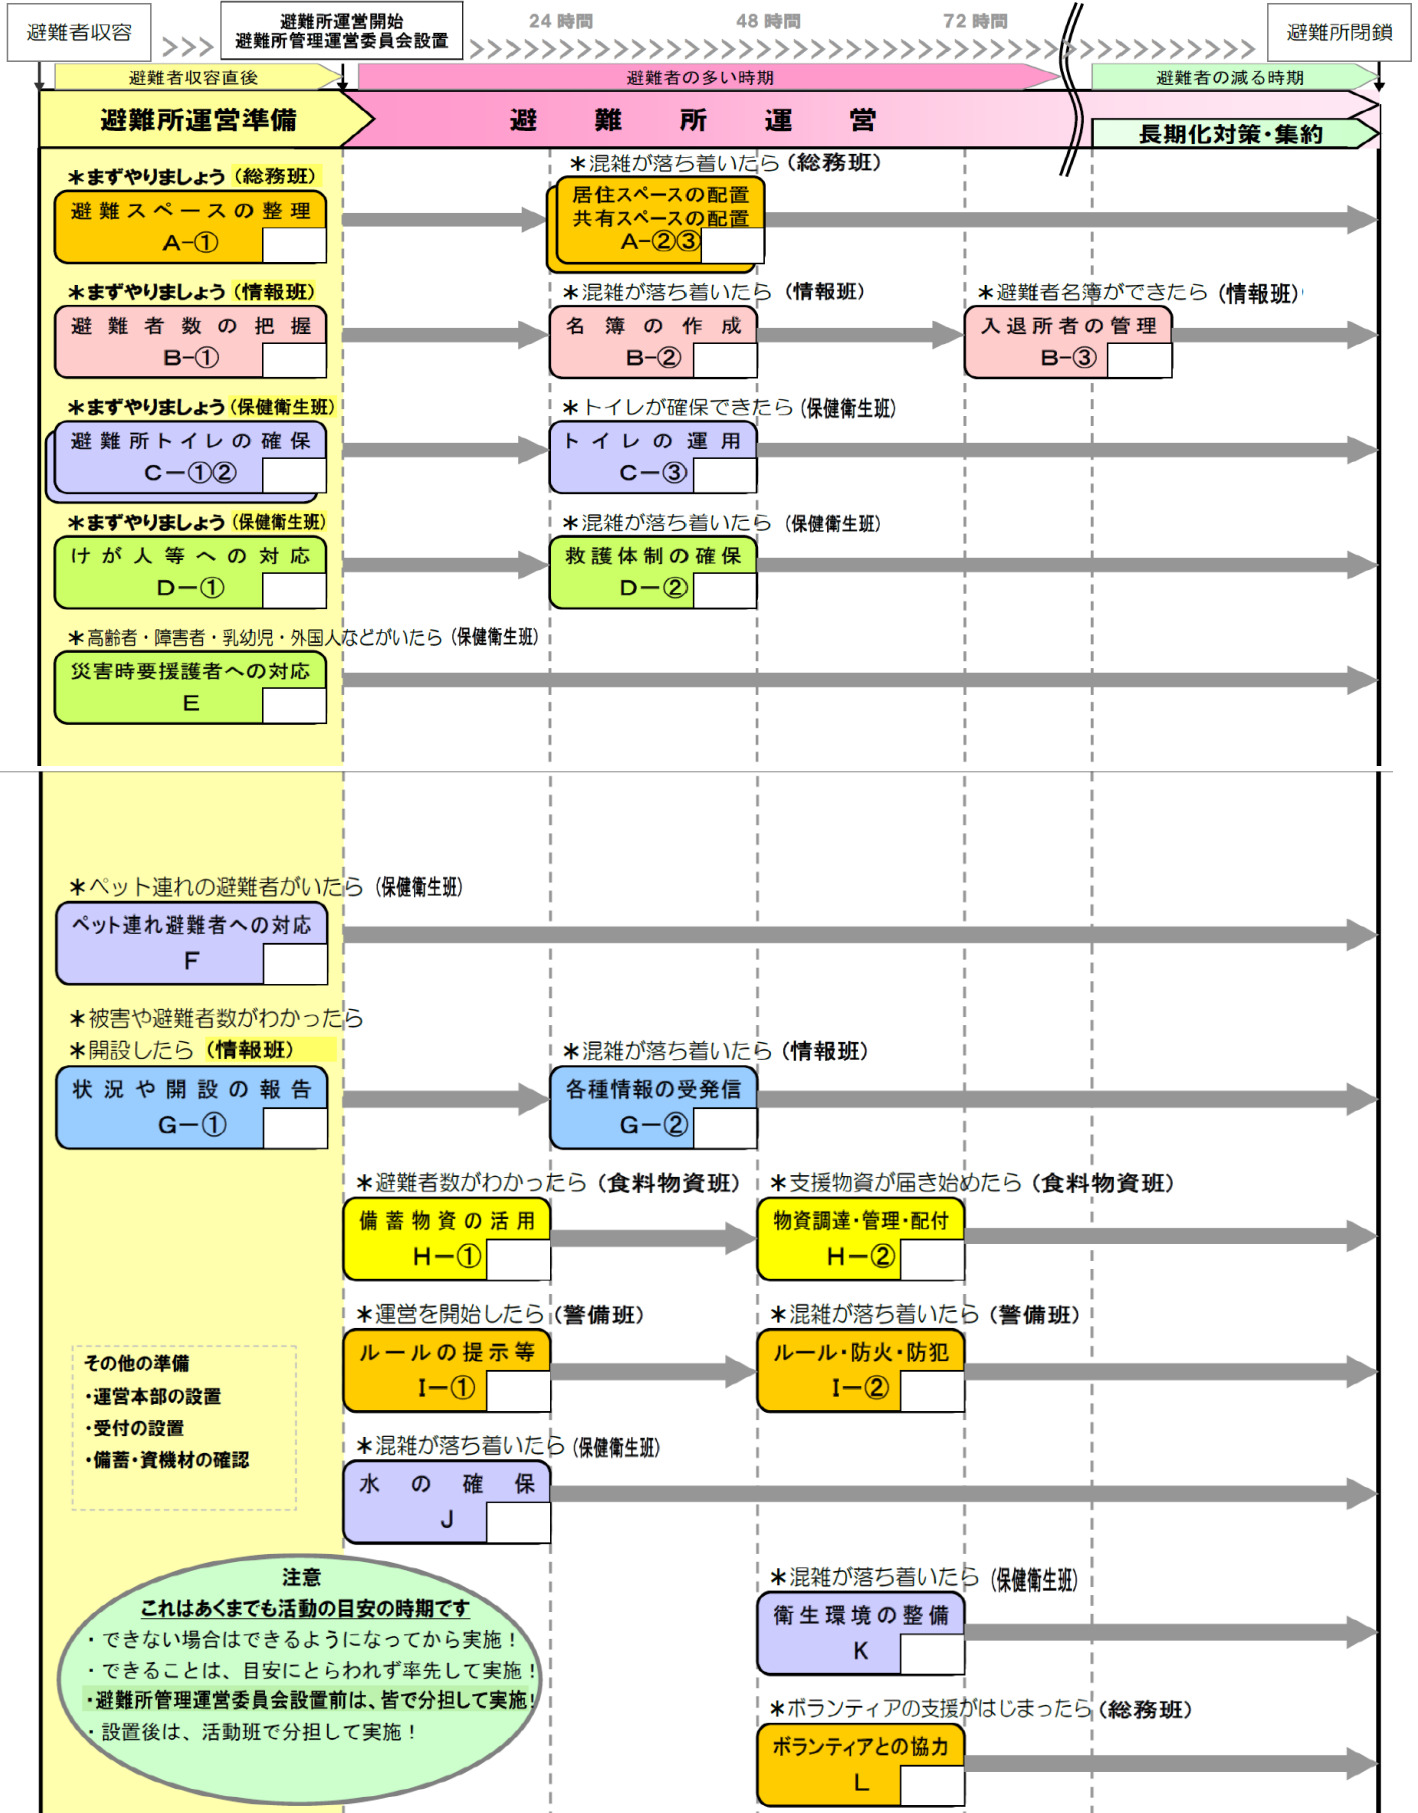 避難者収容
避難所運営開始
避難所管理運営委員会設置
24 時間
48 時間
72 時間
避難所閉鎖
避難者収容直後
避難者の多い時期
避難者の減る時期
避難所運営準備
避難所運営
長期化対策・集約
＊まずやりましょう（総務班）
＊混雑が落ち着いたら（総務班）
避難スペースの整理
A-①
居住スペースの配置
共有スペースの配置
A-②③
＊まずやりましょう（情報班）
＊混雑が落ち着いたら（情報班）
＊避難者名簿ができたら（情報班）
避難者数の把握
B-①
名簿の作成
B-②
入退所者の管理
B-③
＊まずやりましょう（保健衛生班）
＊トイレが確保できたら（保健衛生班）
避難所トイレの確保
C－①②
トイレの運用
C－③
＊まずやりましょう（保健衛生班）
＊混雑が落ち着いたら（保健衛生班）
けが人等への対応
D－①
救護体制の確保
D－②
＊高齢者・障害者・乳幼児・外国人などがいたら（保健衛生班）
災害時要援護者への対応
E
＊ペット連れの避難者がいたら（保健衛生班）
ペット連れ避難者への対応
F
＊被害や避難者数がわかったら
＊開設したら（情報班）
＊混雑が落ち着いたら（情報班）
状況や開設の報告
G－①
各種情報の受発信
G－②
＊避難者数がわかったら（食料物資班）
＊支援物資が届き始めたら（食料物資班）
備蓄物資の活用
H－①
物資調達・管理・配付
H－②
＊運営を開始したら（警備班）
＊混雑が落ち着いたら（警備班）
ルールの提示等
I－①
ルール・防火・防犯
I－②
その他の準備
・運営本部の設置
・受付の設置
・備蓄・資機材の確認
＊混雑が落ち着いたら（保健衛生班）
水の確保
J
注意
これはあくまでも活動の目安の時期です
・できない場合はできるようになってから実施！
・できることは、目安にとらわれず率先して実施！
・避難所管理運営委員会設置前は、皆で分担して実施！
・設置後は、活動班で分担して実施！
＊混雑が落ち着いたら（保健衛生班）
衛生環境の整備
K
＊ボランティアの支援がはじまったら（総務班）
ボランティアとの協力
L